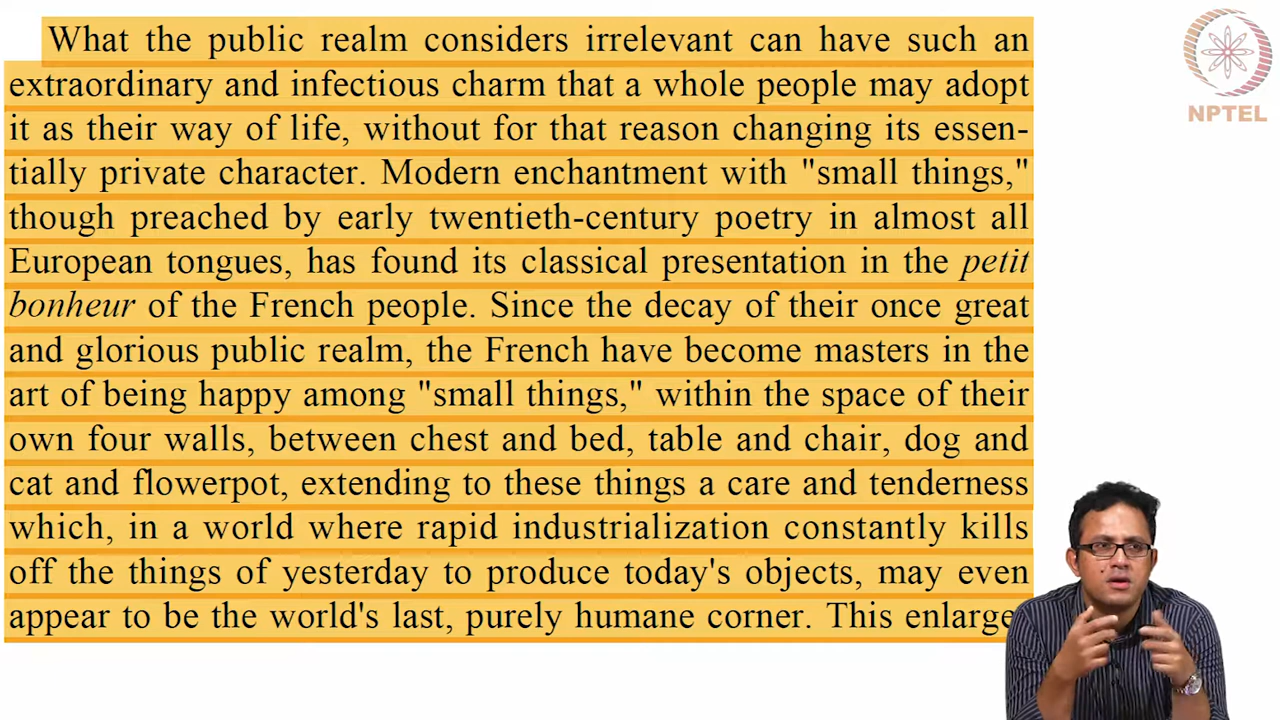 What the public realm considers irrelevant can have such an
extraordinary and infectious charm that a whole people may adopt
it as their way of life, without for that reason changing its essen-
tially private character. Modern enchantment with "small things,"
though preached by early twentieth-century poetry in almost all
European tongues, has found its classical presentation in the petit
bonheur of the French people. Since the decay of their once great
and glorious public realm, the French have become masters in the
art of being happy among "small things," within the space of their
own four walls, between chest and bed, table and chair, dog and
cat and flowerpot, extending to these things a care and tenderness
which, in a world where rapid industrialization constantly kills
off the things of yesterday to produce today's objects, may even
appear to be the world's last, purely humane corner. This enlarge
NPTEL